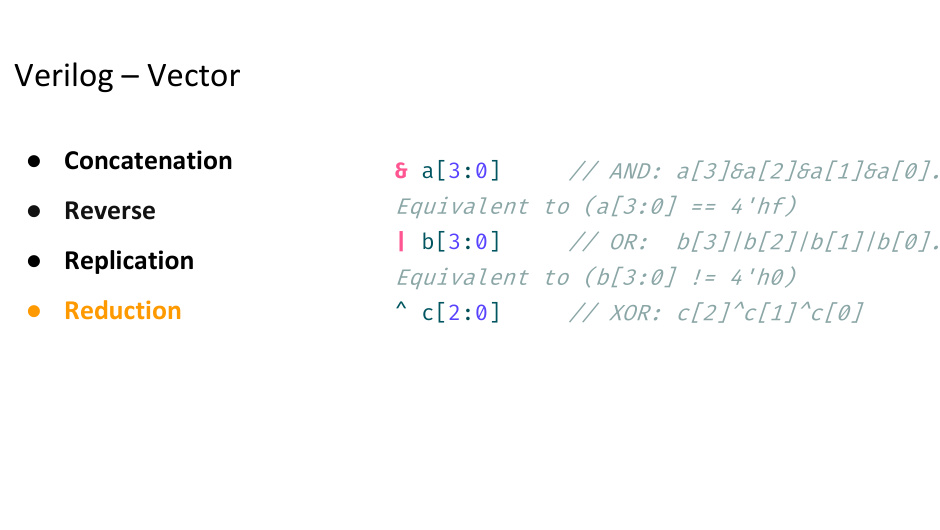 Verilog – Vector
● Concatenation
● Reverse
● Replication
● Reduction
& a[3:0]     // AND: a[3]&a[2]&a[1]&a[0].
Equivalent to (a[3:0] == 4'hf)
| b[3:0]     // OR:  b[3]|b[2]|b[1]|b[0].
Equivalent to (b[3:0] != 4'h0)
^ c[2:0]     // XOR: c[2]^c[1]^c[0]